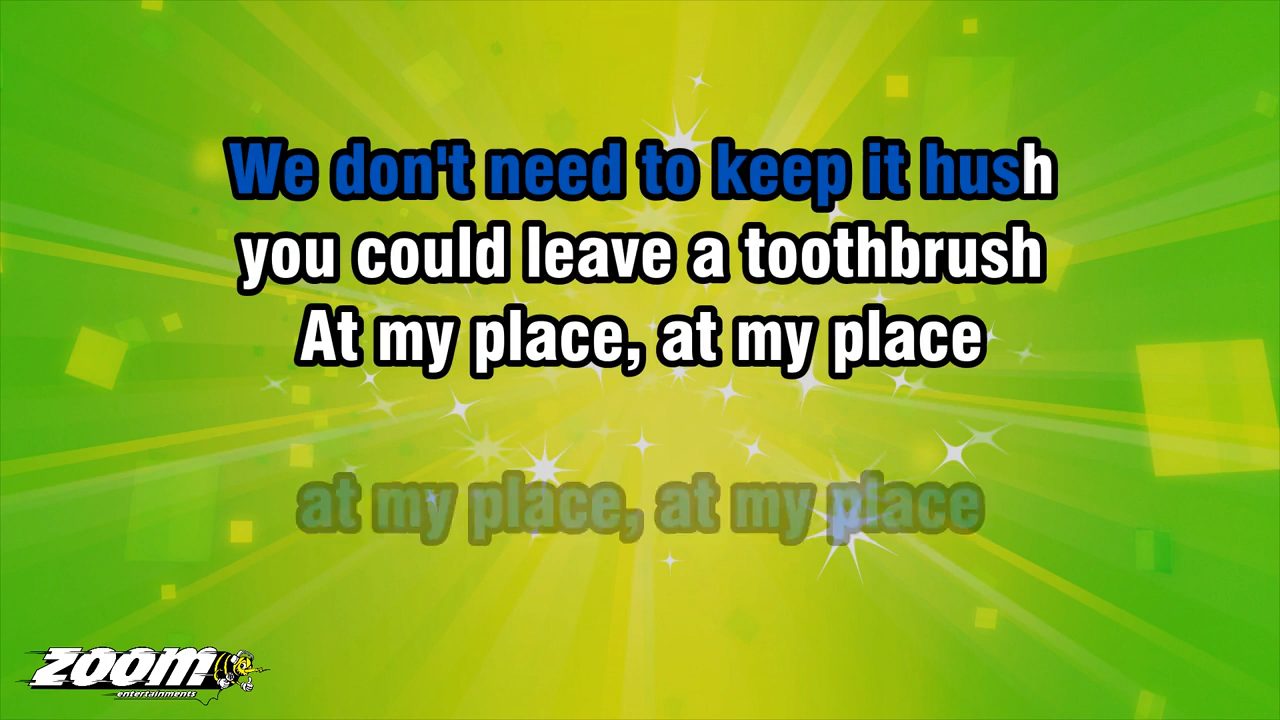 We don't need to keep it hush
you could leave a toothbrush
At my place, at my place
at my place, at my place
zoom
entertainments